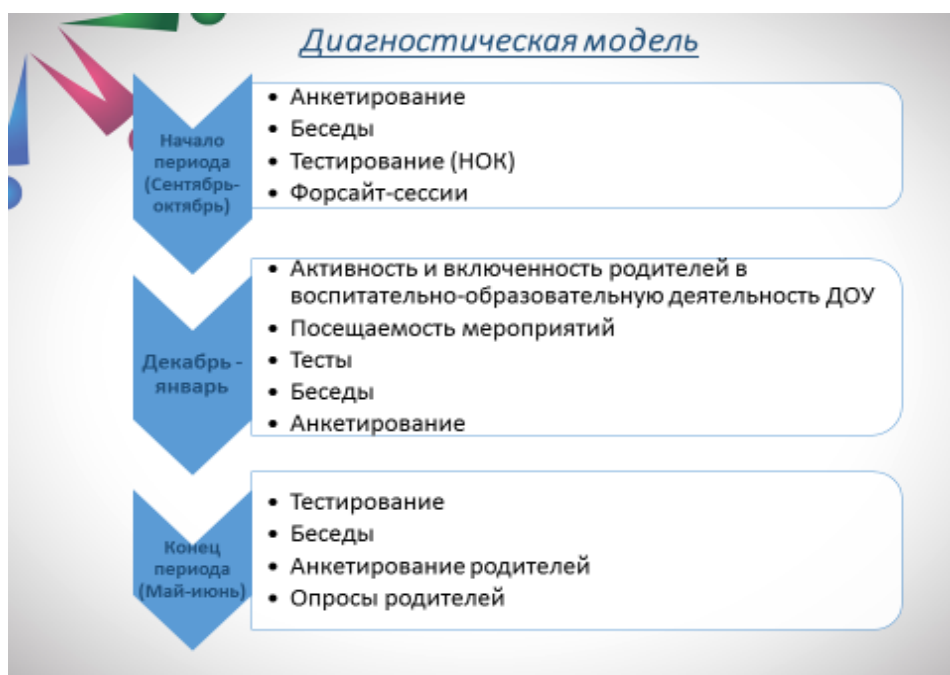 Диагностическая модель
Начало
периода
(Сентябрь-
октябрь)
• Анкетирование
• Беседы
• Тестирование (НОК)
• Форсайт-сессии
Декабрь -
январь
• Активность и включенность родителей в
воспитательно-образовательную деятельность ДОУ
• Посещаемость мероприятий
• Тесты
• Беседы
• Анкетирование
Конец
периода
(Май-июнь)
• Тестирование
• Беседы
• Анкетирование родителей
• Опросы родителей